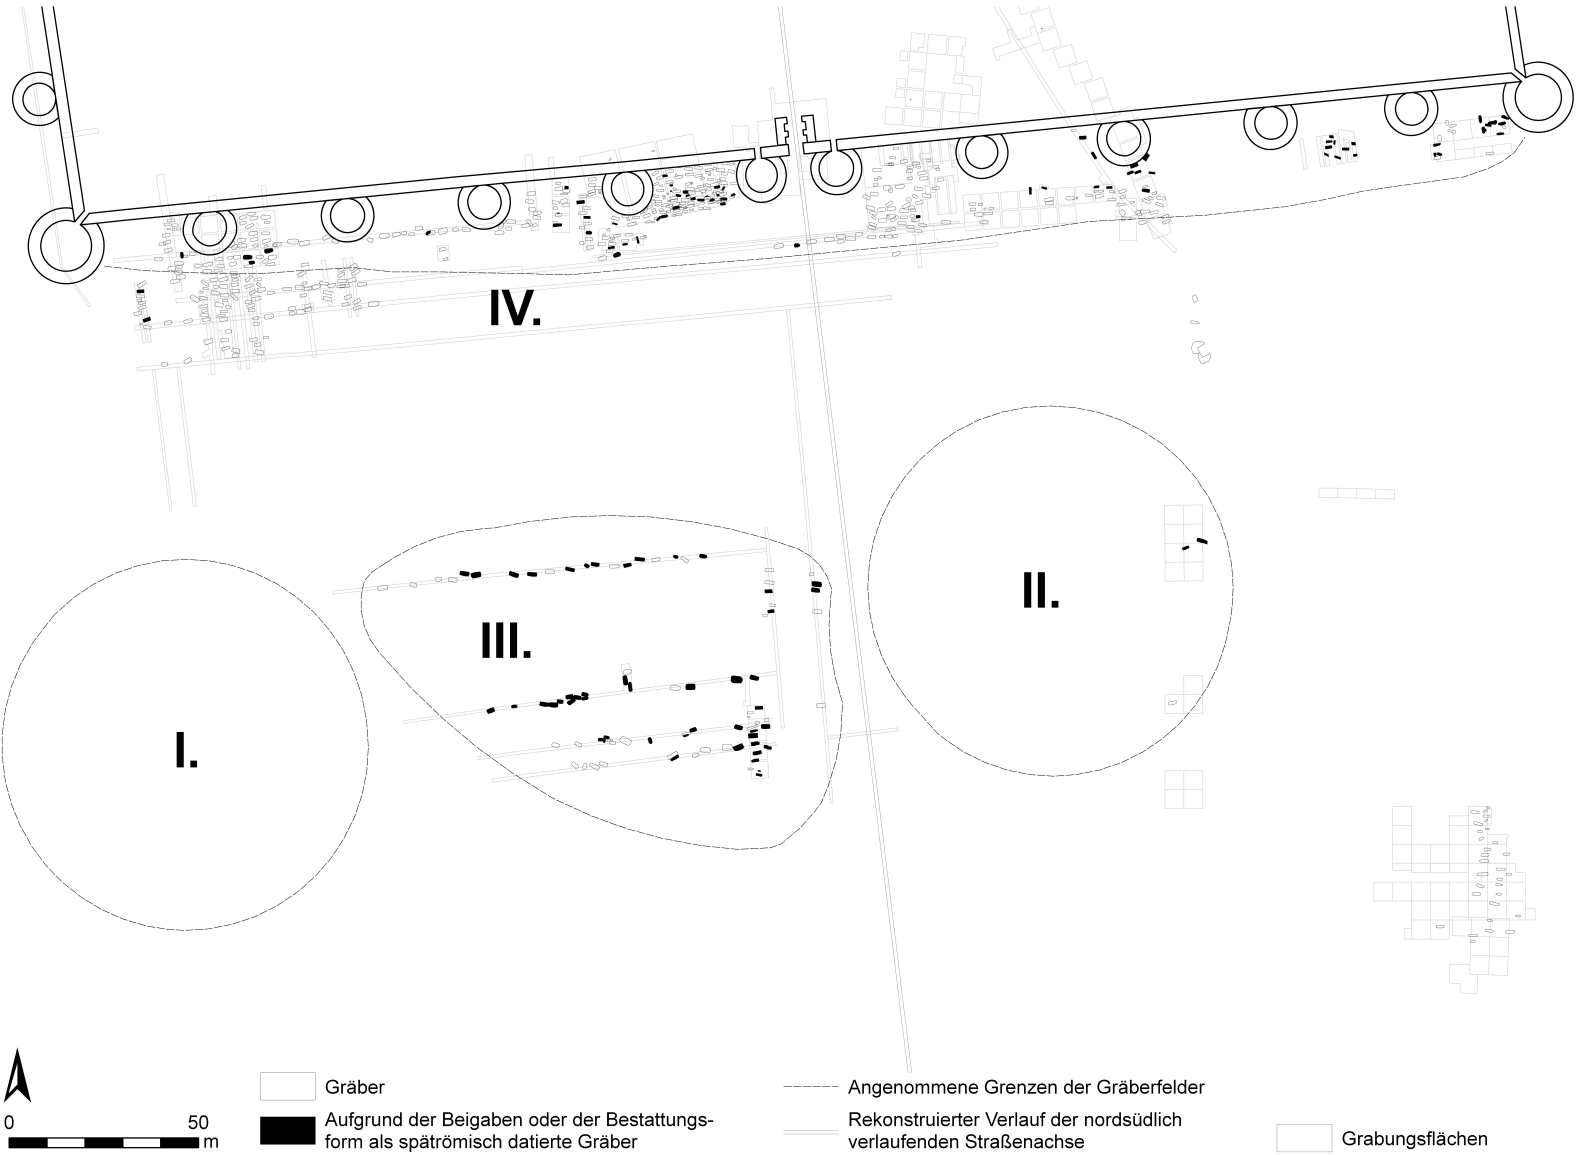 IV.
III.
II.
I.
0 50
m
Gräber
Aufgrund der Beigaben oder der Bestattungs-
form als spätrömisch datierte Gräber
Angenommene Grenzen der Gräberfelder
Rekonstruierter Verlauf der nordsüdlich
verlaufenden Straßenachse
Grabungsflächen